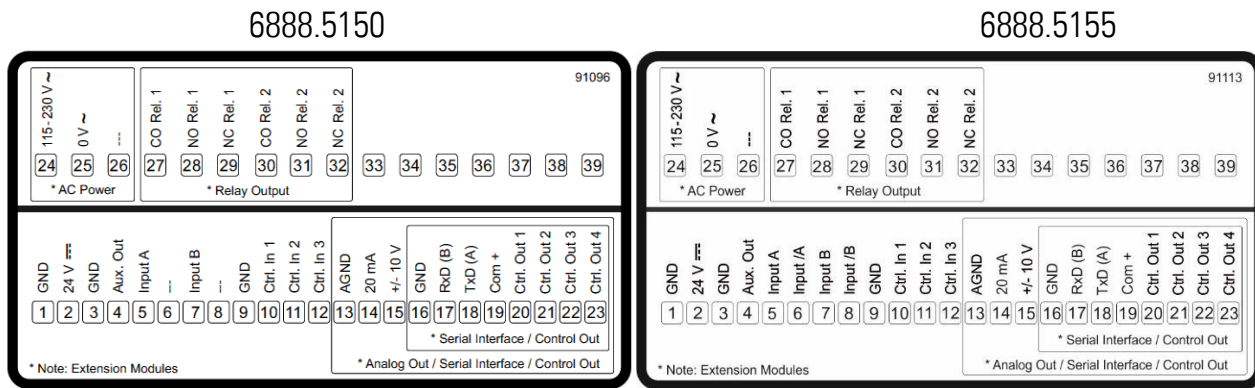 6888.5150
91096
115-230 V ~
0 V ~
---
CO Rel. 1
NO Rel. 1
NC Rel. 1
CO Rel. 2
NO Rel. 2
NC Rel. 2
24 25 26 27 28 29 30 31 32 33 34 35 36 37 38 39
* AC Power
* Relay Output
GND
24 V ⎓
GND
Aux. Out
Input A
---
Input B
---
GND
Ctrl. In 1
Ctrl. In 2
Ctrl. In 3
AGND
20 mA
+/- 10 V
GND
RxD (B)
TxD (A)
Com +
Ctrl. Out 1
Ctrl. Out 2
Ctrl. Out 3
Ctrl. Out 4
1 2 3 4 5 6 7 8 9 10 11 12 13 14 15 16 17 18 19 20 21 22 23
* Serial Interface / Control Out
* Analog Out / Serial Interface / Control Out
* Note: Extension Modules
6888.5155
91113
115-230 V ~
0 V ~
---
CO Rel. 1
NO Rel. 1
NC Rel. 1
CO Rel. 2
NO Rel. 2
NC Rel. 2
24 25 26 27 28 29 30 31 32 33 34 35 36 37 38 39
* AC Power
* Relay Output
GND
24 V ⎓
GND
Aux. Out
Input A
Input /A
Input B
Input /B
GND
Ctrl. In 1
Ctrl. In 2
Ctrl. In 3
AGND
20 mA
+/- 10 V
GND
RxD (B)
TxD (A)
Com +
Ctrl. Out 1
Ctrl. Out 2
Ctrl. Out 3
Ctrl. Out 4
1 2 3 4 5 6 7 8 9 10 11 12 13 14 15 16 17 18 19 20 21 22 23
* Serial Interface / Control Out
* Analog Out / Serial Interface / Control Out
* Note: Extension Modules